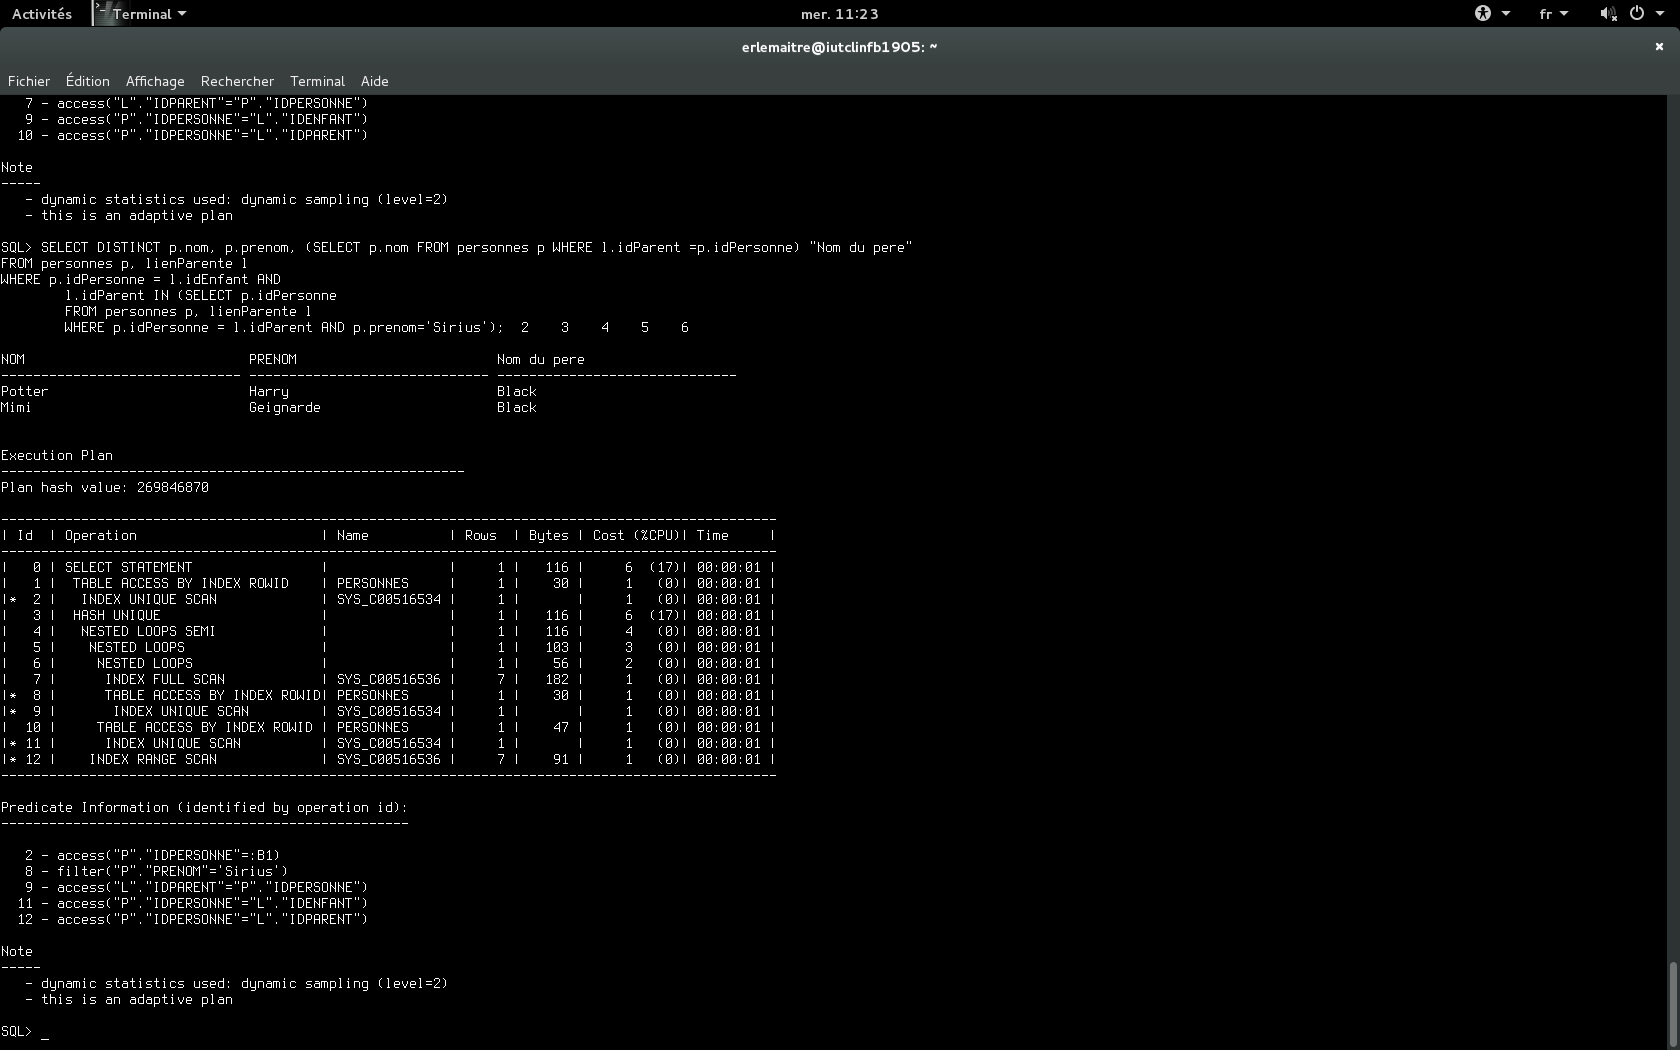 Activités Terminal mer. 11:23 fr
erlemaitre@iutclinfb1905: ~ ×
Fichier Édition Affichage Rechercher Terminal Aide
   7 - access("L"."IDPARENT"="P"."IDPERSONNE")
   9 - access("P"."IDPERSONNE"="L"."IDENFANT")
  10 - access("P"."IDPERSONNE"="L"."IDPARENT")
Note
-----
   - dynamic statistics used: dynamic sampling (level=2)
   - this is an adaptive plan
SQL> SELECT DISTINCT p.nom, p.prenom, (SELECT p.nom FROM personnes p WHERE l.idParent =p.idPersonne) "Nom du pere"
FROM personnes p, lienParente l
WHERE p.idPersonne = l.idEnfant AND
        l.idParent IN (SELECT p.idPersonne
        FROM personnes p, lienParente l
        WHERE p.idPersonne = l.idParent AND p.prenom='Sirius');  2    3    4    5    6
NOM                            PRENOM                         Nom du pere
------------------------------ ------------------------------ ------------------------------
Potter                         Harry                          Black
Mimi                           Geignarde                      Black
Execution Plan
----------------------------------------------------------
Plan hash value: 269846870
-------------------------------------------------------------------------------------------------
| Id  | Operation                       | Name         | Rows  | Bytes | Cost (%CPU)| Time     |
-------------------------------------------------------------------------------------------------
|   0 | SELECT STATEMENT                |              |     1 |   116 |     6  (17)| 00:00:01 |
|   1 |  TABLE ACCESS BY INDEX ROWID    | PERSONNES    |     1 |    30 |     1   (0)| 00:00:01 |
|*  2 |   INDEX UNIQUE SCAN             | SYS_C00516534 |     1 |       |     1   (0)| 00:00:01 |
|   3 |  HASH UNIQUE                    |              |     1 |   116 |     6  (17)| 00:00:01 |
|   4 |   NESTED LOOPS SEMI             |              |     1 |   116 |     4   (0)| 00:00:01 |
|   5 |    NESTED LOOPS                 |              |     1 |   103 |     3   (0)| 00:00:01 |
|   6 |     NESTED LOOPS                |              |     1 |    56 |     2   (0)| 00:00:01 |
|   7 |      INDEX FULL SCAN            | SYS_C00516536 |     7 |   182 |     1   (0)| 00:00:01 |
|*  8 |      TABLE ACCESS BY INDEX ROWID| PERSONNES    |     1 |    30 |     1   (0)| 00:00:01 |
|*  9 |       INDEX UNIQUE SCAN         | SYS_C00516534 |     1 |       |     1   (0)| 00:00:01 |
|  10 |     TABLE ACCESS BY INDEX ROWID | PERSONNES    |     1 |    47 |     1   (0)| 00:00:01 |
|* 11 |      INDEX UNIQUE SCAN          | SYS_C00516534 |     1 |       |     1   (0)| 00:00:01 |
|* 12 |    INDEX RANGE SCAN             | SYS_C00516536 |     7 |    91 |     1   (0)| 00:00:01 |
-------------------------------------------------------------------------------------------------
Predicate Information (identified by operation id):
---------------------------------------------------
   2 - access("P"."IDPERSONNE"=:B1)
   8 - filter("P"."PRENOM"='Sirius')
   9 - access("L"."IDPARENT"="P"."IDPERSONNE")
  11 - access("P"."IDPERSONNE"="L"."IDENFANT")
  12 - access("P"."IDPERSONNE"="L"."IDPARENT")
Note
-----
   - dynamic statistics used: dynamic sampling (level=2)
   - this is an adaptive plan
SQL> _